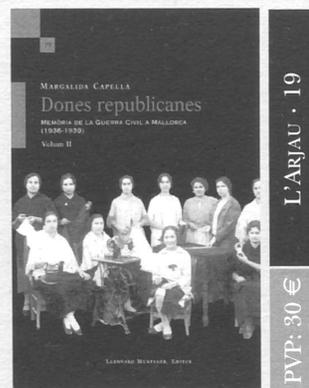 19
MARGALIDA CAPELLA
Dones republicanes
MEMÒRIA DE LA GUERRA CIVIL A MALLORCA
(1936-1939)
Volum II
LLEONARD MUNTANER, EDITOR
L'ARJAU · 19
PVP: 30 €